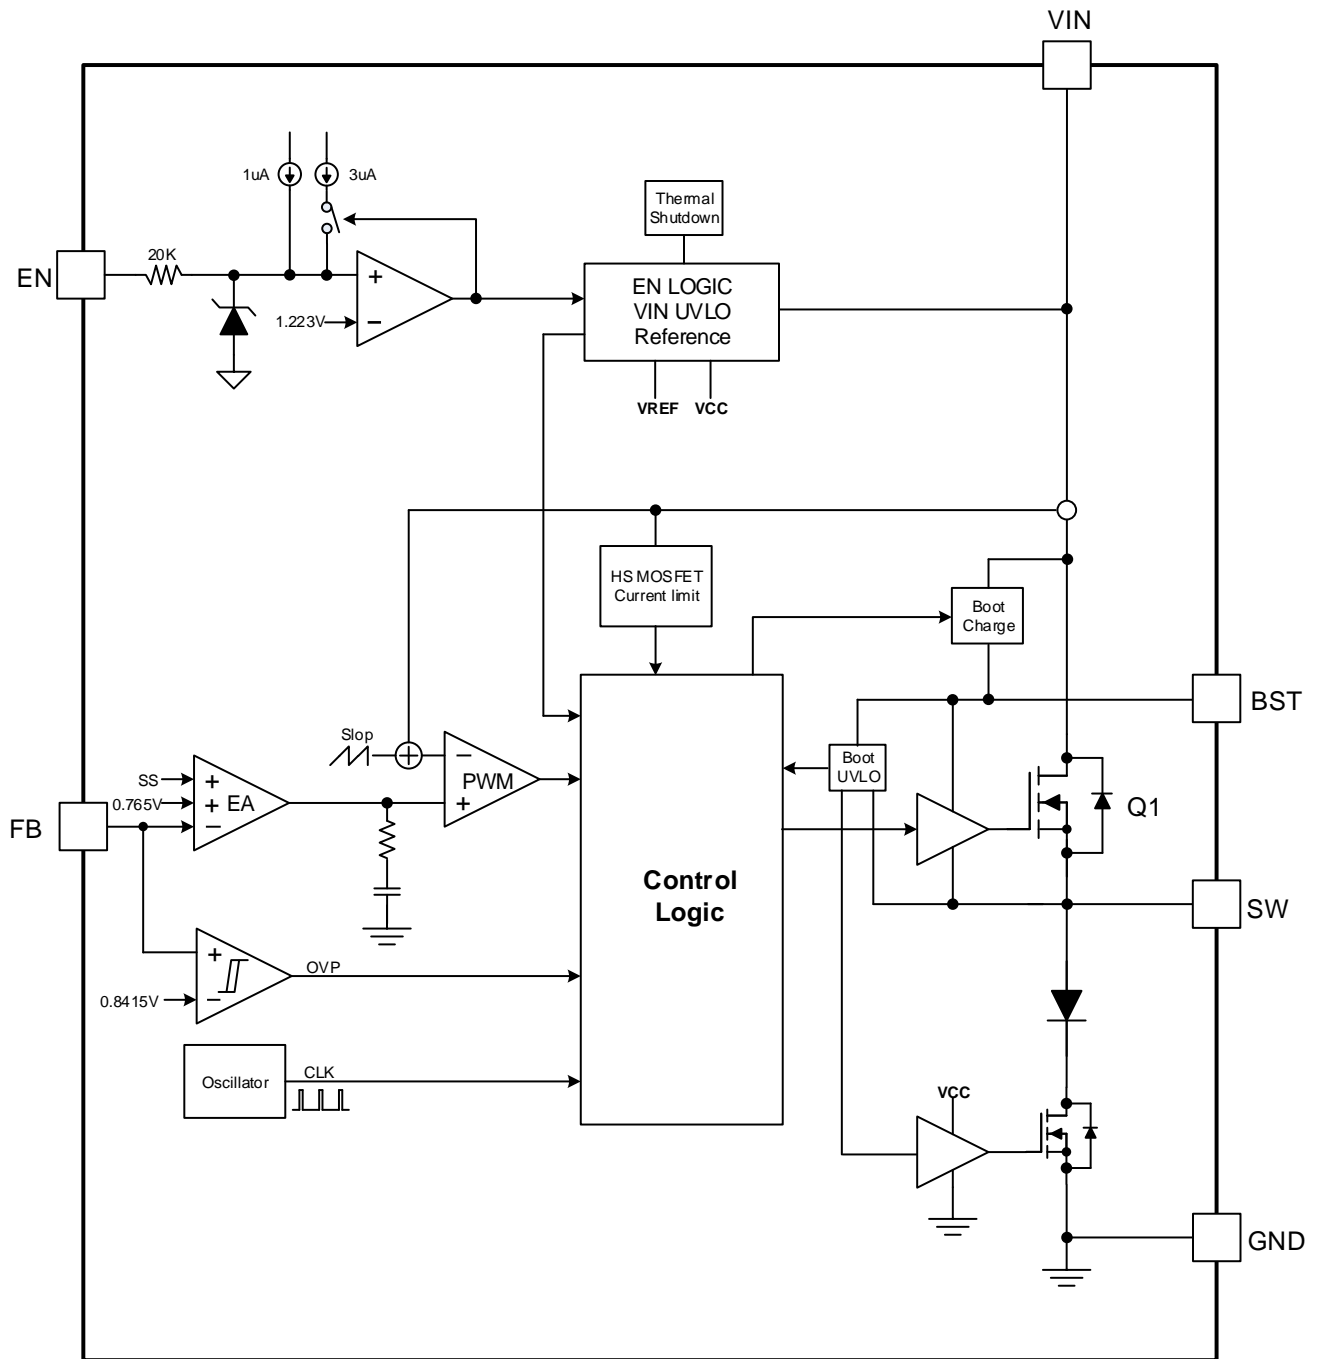 VIN
1uA
3uA
Thermal
Shutdown
20K
EN
EN LOGIC
VIN UVLO
Reference
1.223V
VREF
VCC
HS MOSFET
Current limit
Boot
Charge
BST
Slop
Boot
UVLO
PWM
SS
0.765V
EA
FB
Q1
Control
Logic
SW
OVP
0.8415V
Oscillator
CLK
VCC
GND